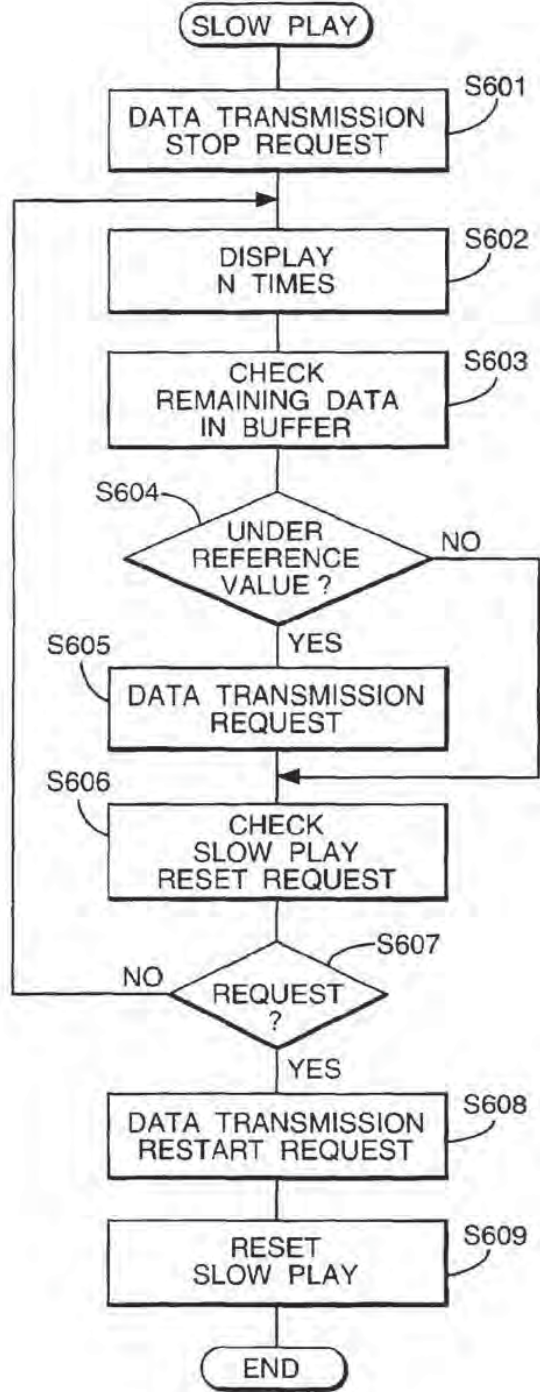 SLOW PLAY
S601
DATA TRANSMISSION
STOP REQUEST
S602
DISPLAY
N TIMES
S603
CHECK
REMAINING DATA
IN BUFFER
S604
UNDER
REFERENCE
VALUE ?
NO
YES
S605
DATA TRANSMISSION
REQUEST
S606
CHECK
SLOW PLAY
RESET REQUEST
S607
NO
REQUEST
?
YES
S608
DATA TRANSMISSION
RESTART REQUEST
S609
RESET
SLOW PLAY
END